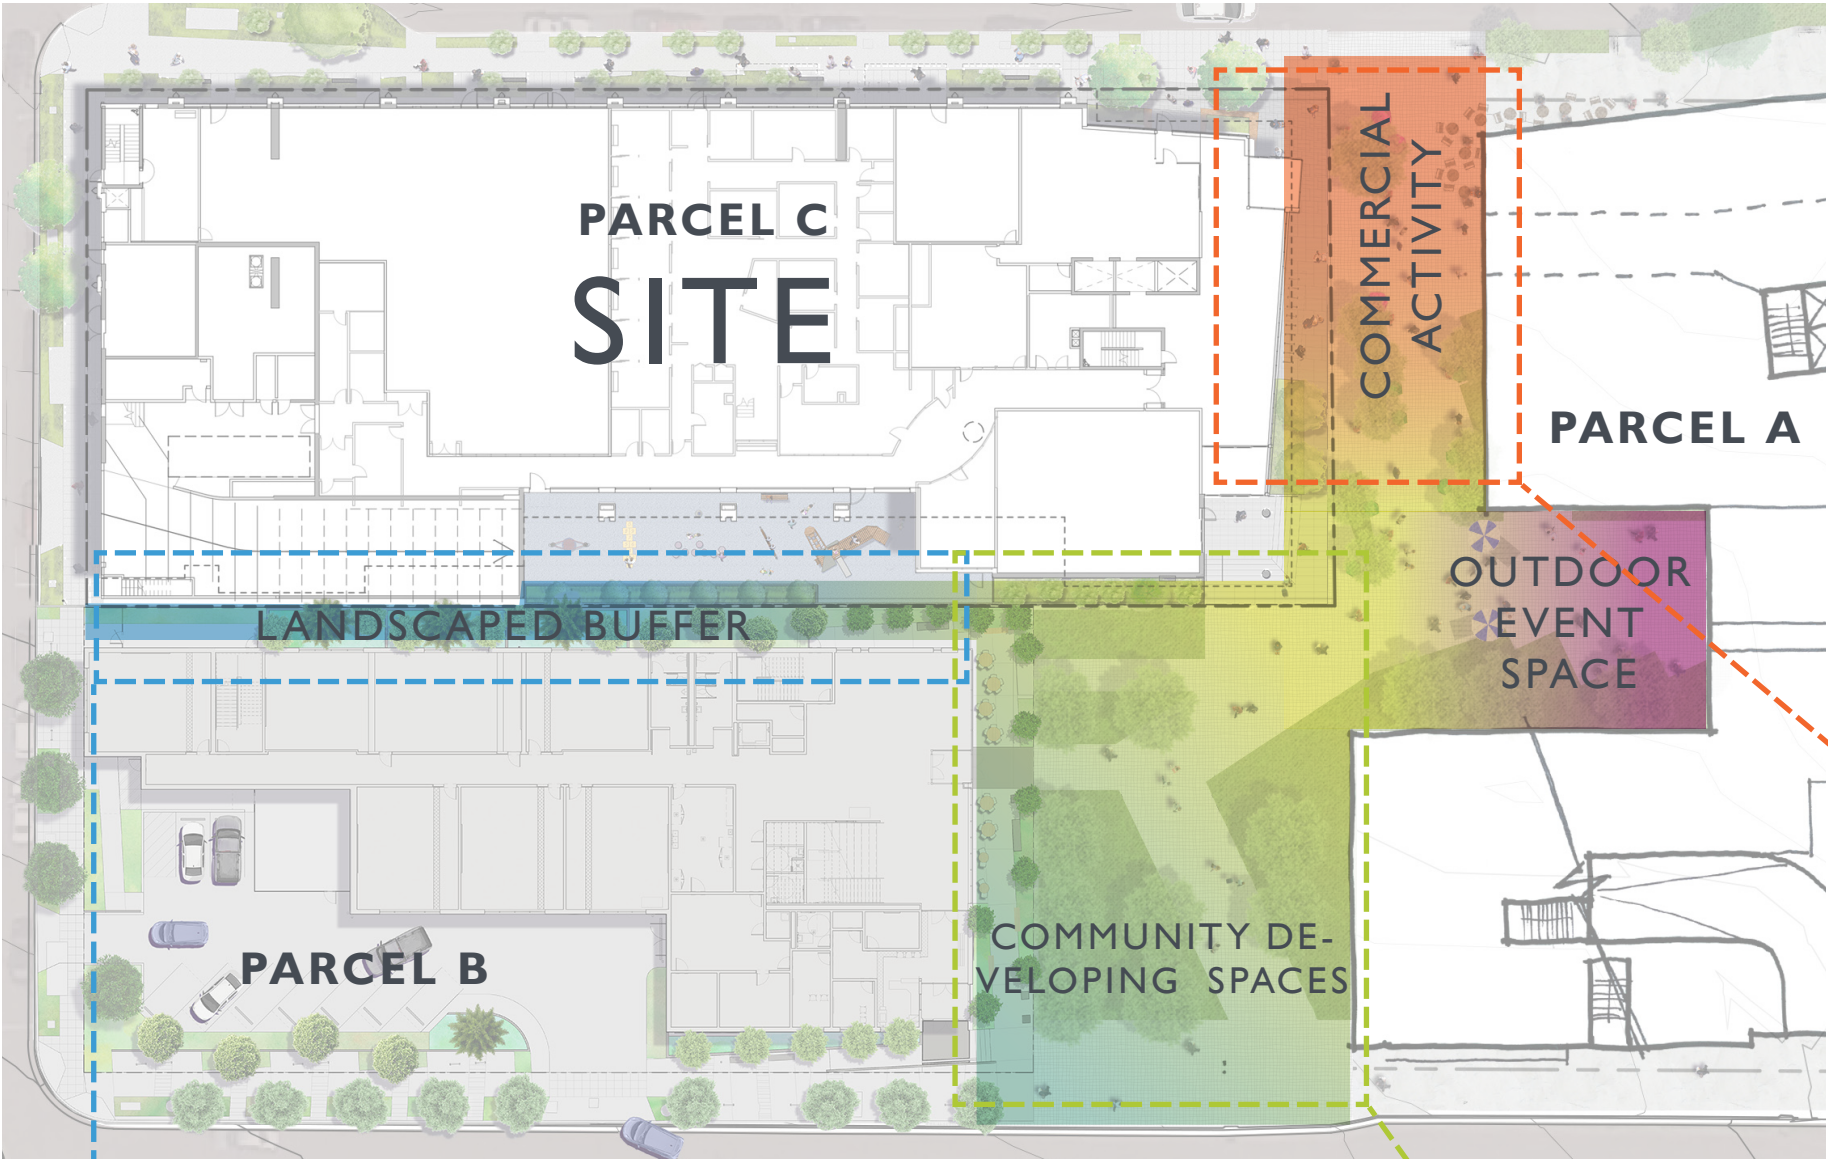 PARCEL C
SITE
COMMERCIAL
ACTIVITY
PARCEL A
OUTDOOR
EVENT
SPACE
LANDSCAPED BUFFER
COMMUNITY DE-
VELOPING SPACES
PARCEL B